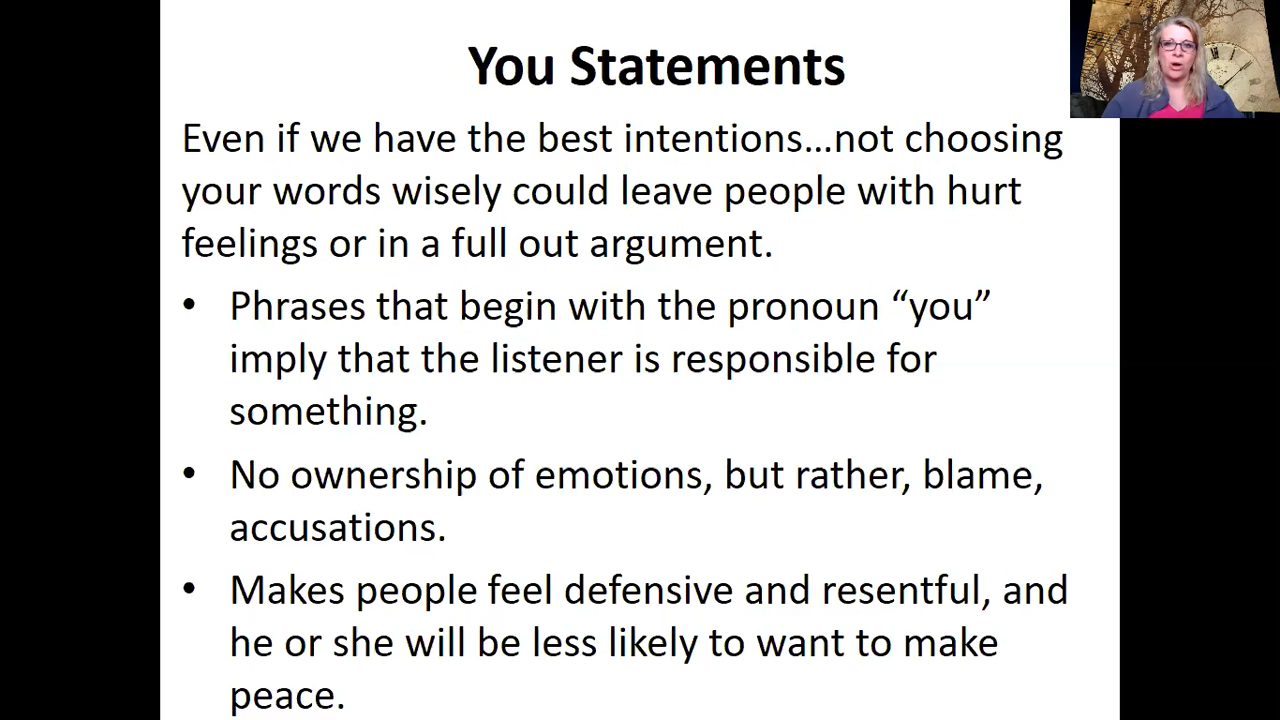 You Statements
Even if we have the best intentions...not choosing
your words wisely could leave people with hurt
feelings or in a full out argument.
• Phrases that begin with the pronoun “you”
imply that the listener is responsible for
something.
• No ownership of emotions, but rather, blame,
accusations.
• Makes people feel defensive and resentful, and
he or she will be less likely to want to make
peace.